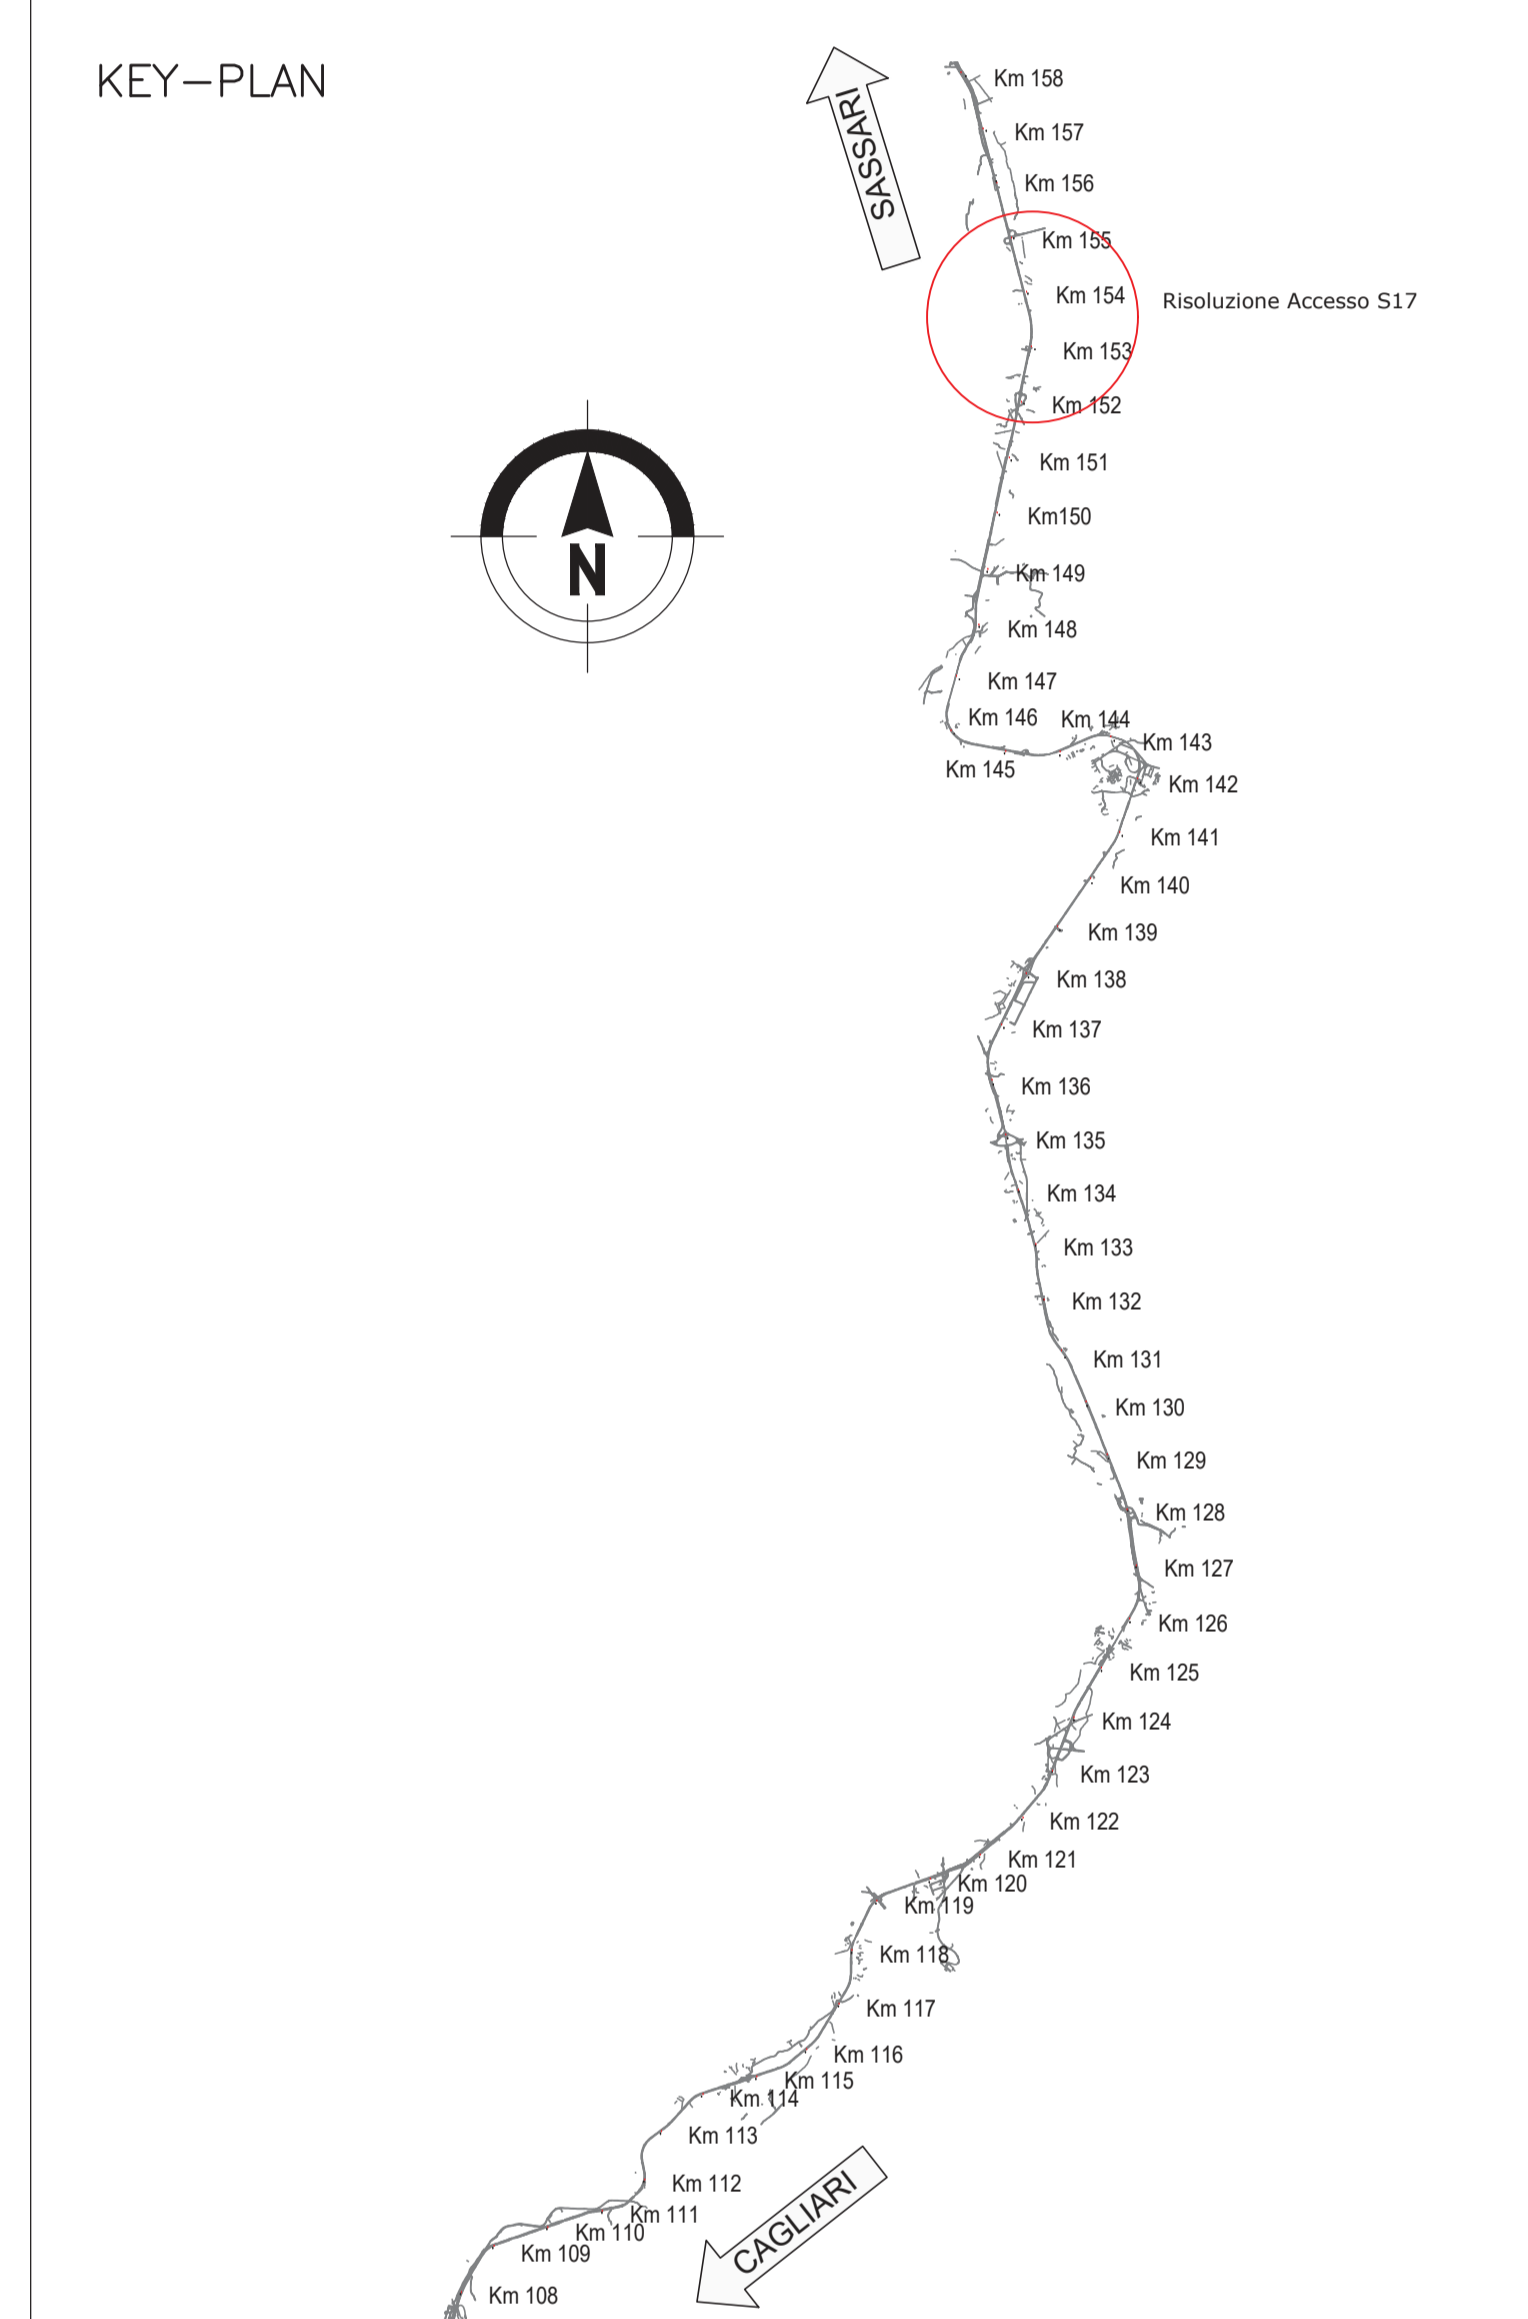 KEY-PLAN
SASSARI
Km 158
Km 157
Km 156
Km 155
Km 154
Risoluzione Accesso S17
Km 153
Km 152
Km 151
Km150
N
Km 149
Km 148
Km 147
Km 146
Km 144
Km 143
Km 145
Km 142
Km 141
Km 140
Km 139
Km 138
Km 137
Km 136
Km 135
Km 134
Km 133
Km 132
Km 131
Km 130
Km 129
Km 128
Km 127
Km 126
Km 125
Km 124
Km 123
Km 122
Km 121
Km 120
Km 119
Km 118
Km 117
Km 116
Km 115
Km 114
Km 113
Km 112
Km 111
Km 110
Km 109
Km 108
CAGLIARI